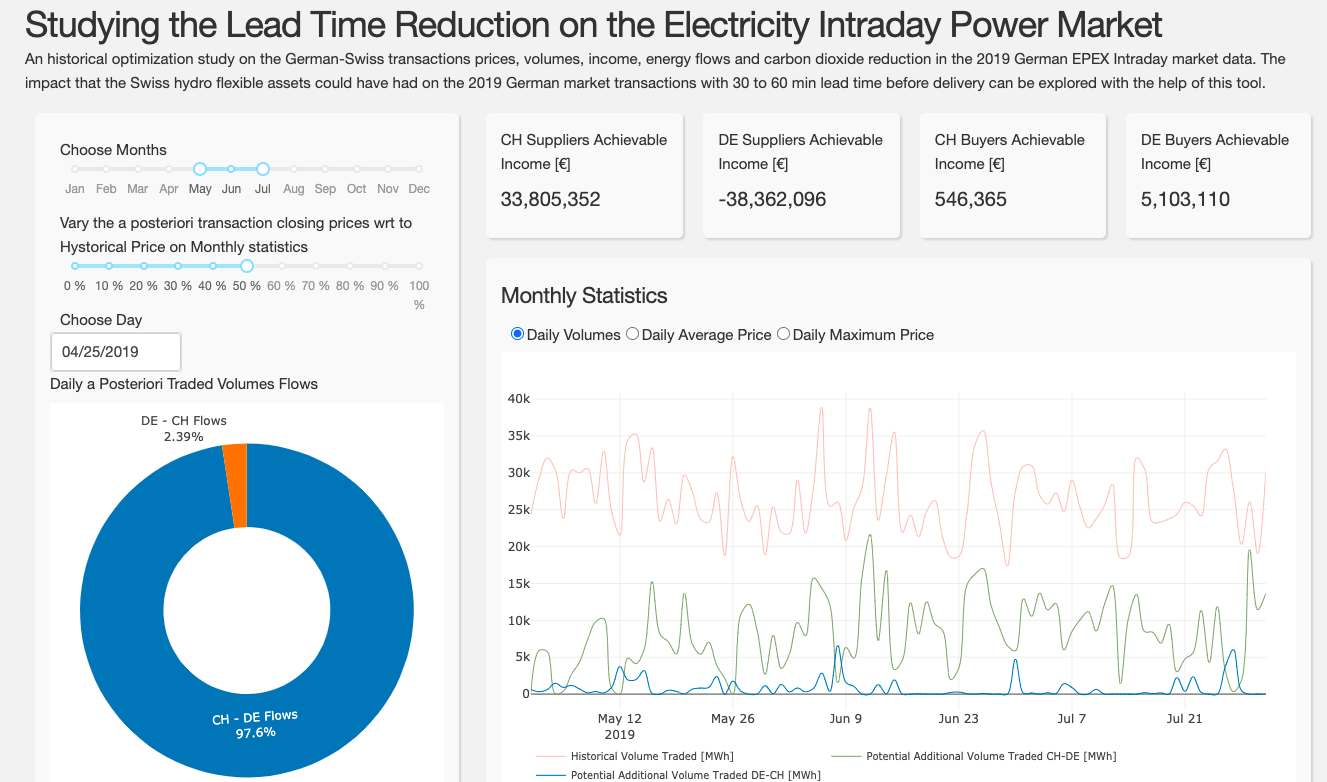 Studying the Lead Time Reduction on the Electricity Intraday Power Market
An historical optimization study on the German-Swiss transactions prices, volumes, income, energy flows and carbon dioxide reduction in the 2019 German EPEX Intraday market data. The
impact that the Swiss hydro flexible assets could have had on the 2019 German market transactions with 30 to 60 min lead time before delivery can be explored with the help of this tool.
Choose Months
Jan Feb Mar Apr May Jun Jul Aug Sep Oct Nov Dec
Vary the a posteriori transaction closing prices wrt to
Hystorical Price on Monthly statistics
0 % 10 % 20 % 30 % 40 % 50 % 60 % 70 % 80 % 90 % 100
%
Choose Day
04/25/2019
Daily a Posteriori Traded Volumes Flows
DE - CH Flows
2.39%
CH - DE Flows
97.6%
CH Suppliers Achievable
Income [€]
33,805,352
DE Suppliers Achievable
Income [€]
-38,362,096
CH Buyers Achievable
Income [€]
546,365
DE Buyers Achievable
Income [€]
5,103,110
Monthly Statistics
Daily Volumes Daily Average Price Daily Maximum Price
40k
35k
30k
25k
20k
15k
10k
5k
0
May 12 May 26 Jun 9 Jun 23 Jul 7 Jul 21
2019
Historical Volume Traded [MWh] Potential Additional Volume Traded CH-DE [MWh]
Potential Additional Volume Traded DE-CH [MWh]